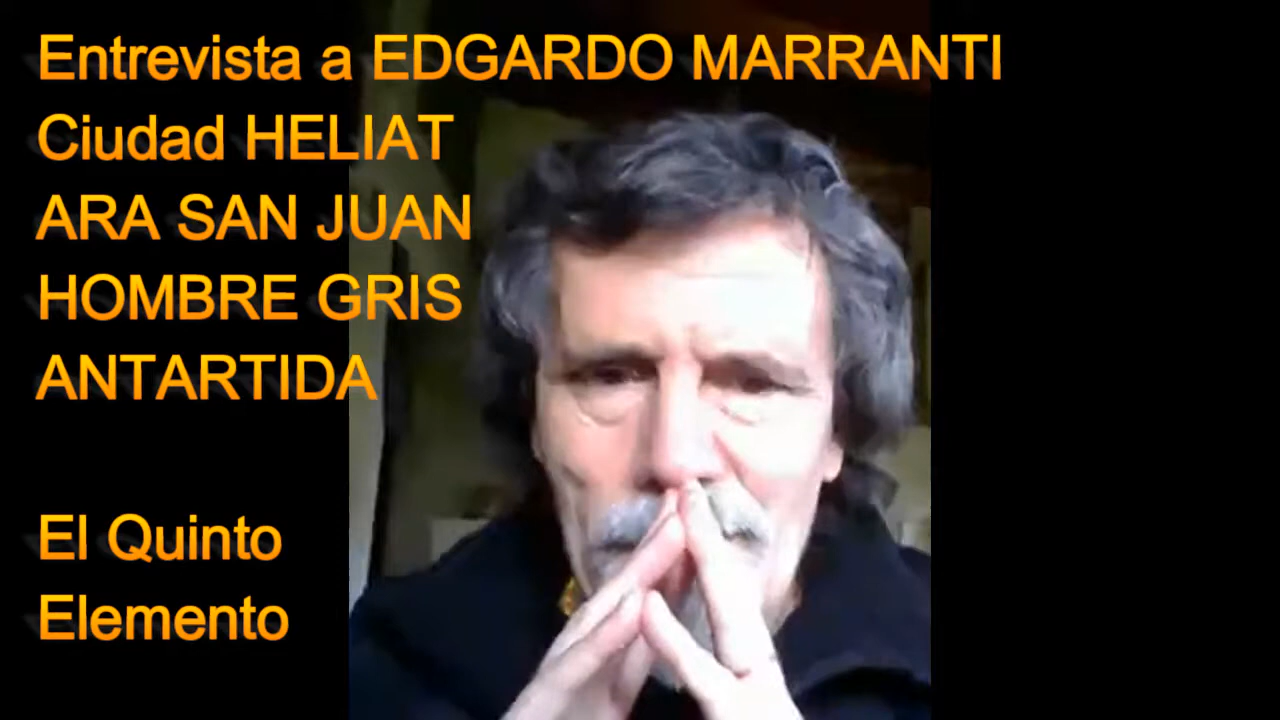 Entrevista a EDGARDO MARRANTI
Ciudad HELIAT
ARA SAN JUAN
HOMBRE GRIS
ANTARTIDA
El Quinto
Elemento